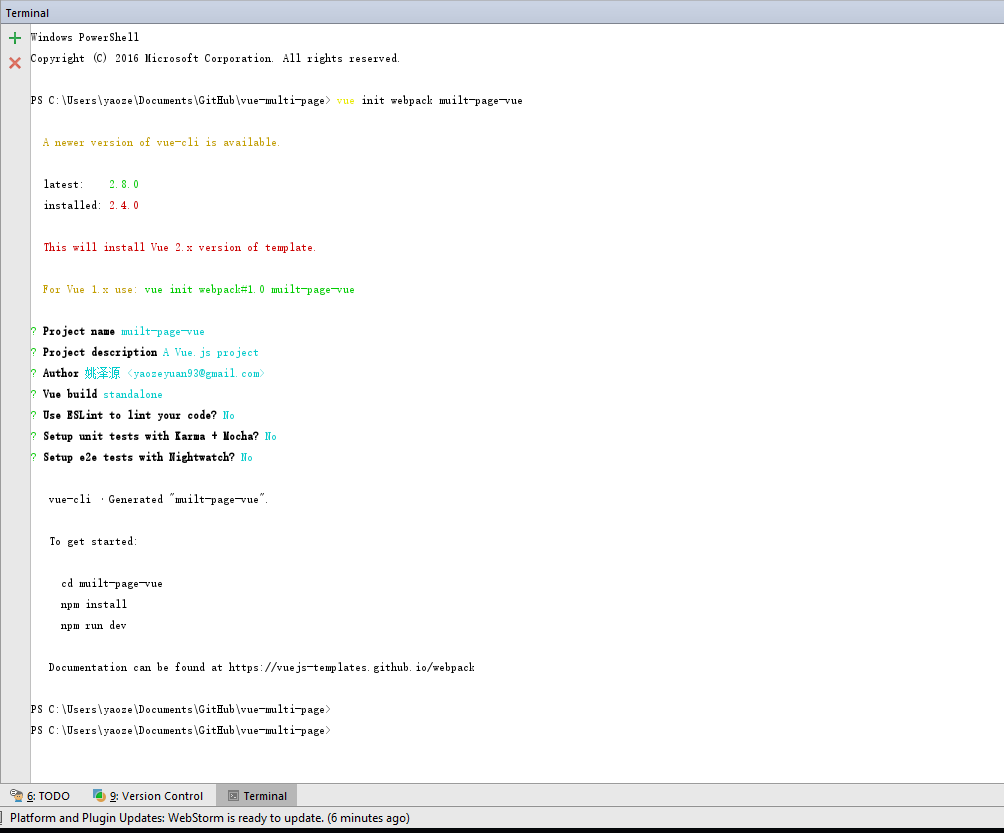 Terminal
Windows PowerShell
Copyright (C) 2016 Microsoft Corporation. All rights reserved.
PS C:\Users\yaoze\Documents\GitHub\vue-multi-page> vue init webpack muilt-page-vue
A newer version of vue-cli is available.
latest: 2.8.0
installed: 2.4.0
This will install Vue 2.x version of template.
For Vue 1.x use: vue init webpack#1.0 muilt-page-vue
? Project name muilt-page-vue
? Project description A Vue.js project
? Author 姚泽源 <yaozeyuan93@gmail.com>
? Vue build standalone
? Use ESLint to lint your code? No
? Setup unit tests with Karma + Mocha? No
? Setup e2e tests with Nightwatch? No
vue-cli · Generated "muilt-page-vue".
To get started:
cd muilt-page-vue
npm install
npm run dev
Documentation can be found at https://vuejs-templates.github.io/webpack
PS C:\Users\yaoze\Documents\GitHub\vue-multi-page>
PS C:\Users\yaoze\Documents\GitHub\vue-multi-page>
6: TODO 9: Version Control Terminal
Platform and Plugin Updates: WebStorm is ready to update. (6 minutes ago)